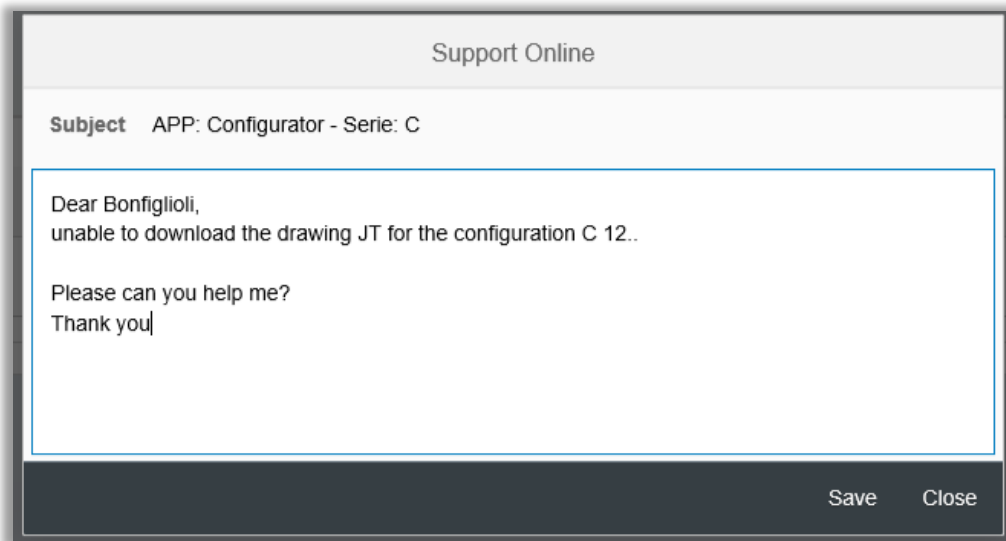 Support Online
Subject APP: Configurator - Serie: C
Dear Bonfiglioli,
unable to download the drawing JT for the configuration C 12..
Please can you help me?
Thank you
Save Close